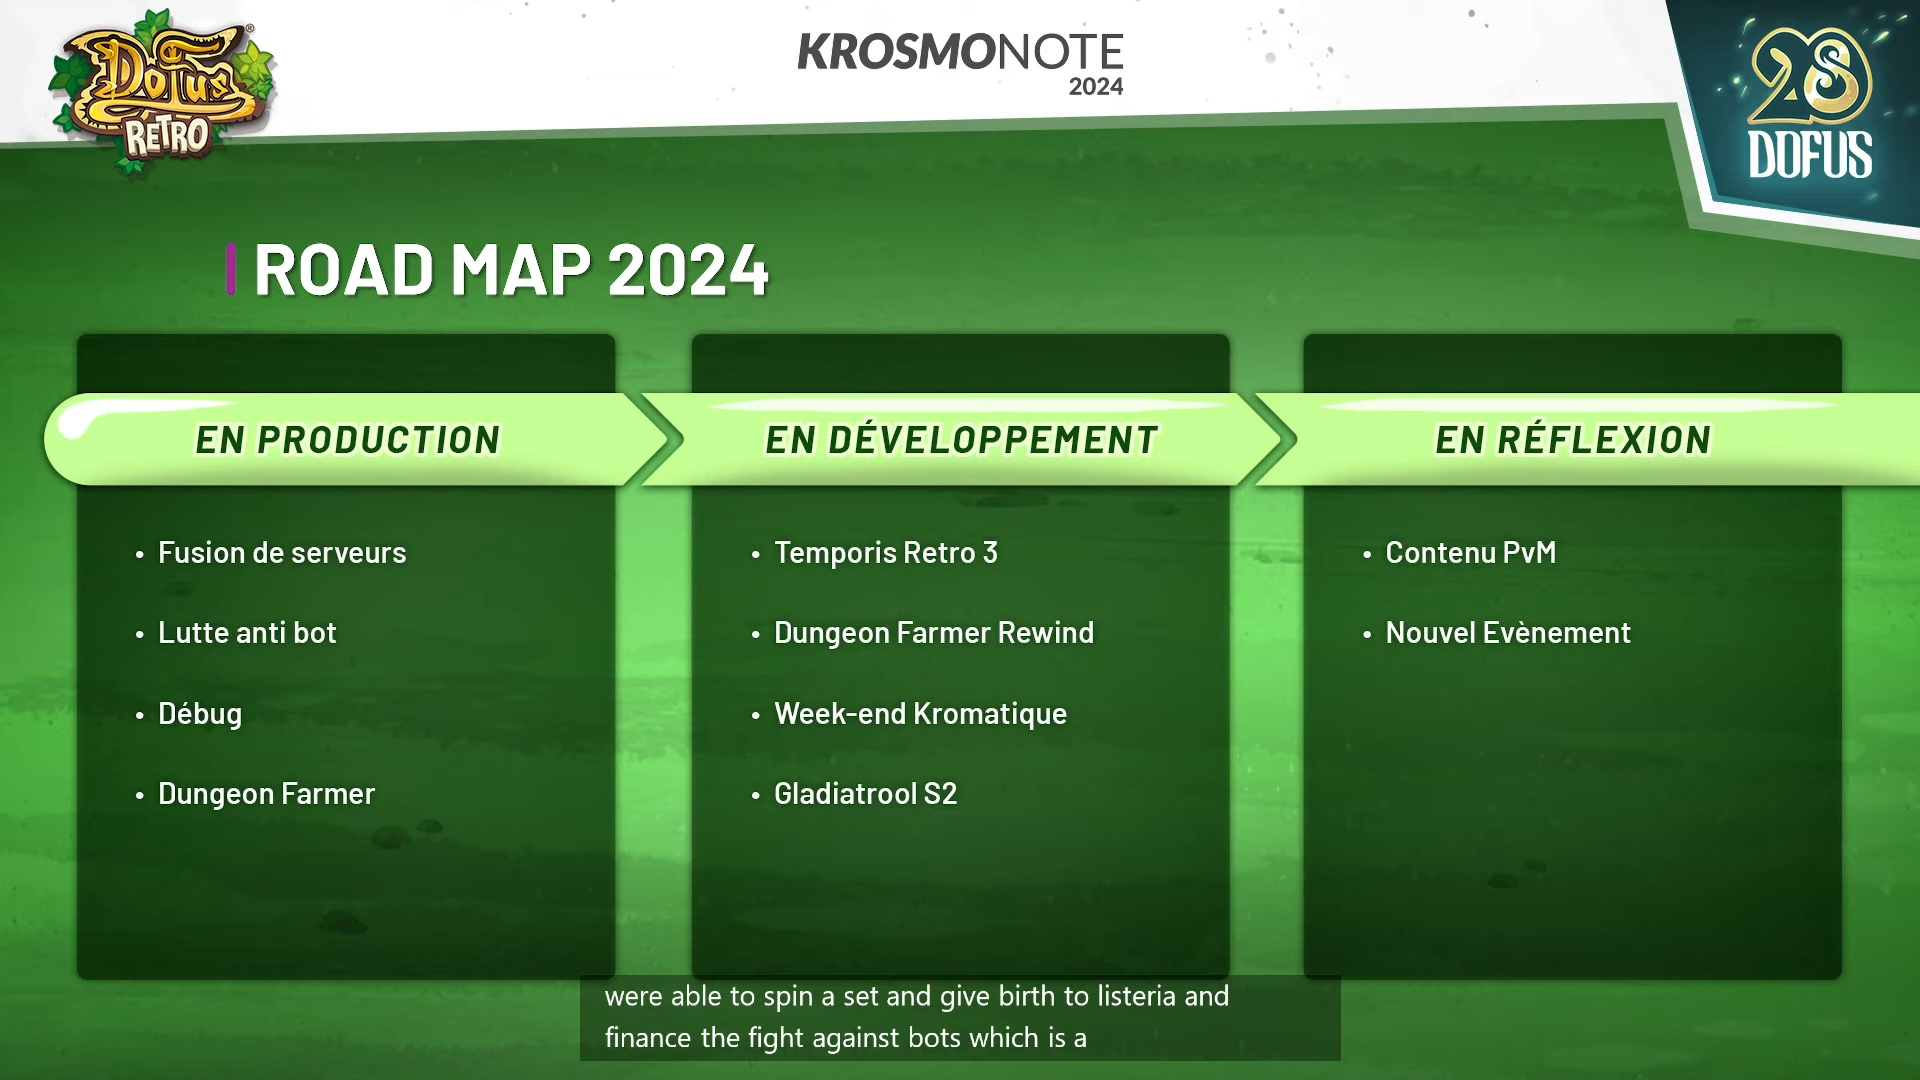 Dofus
RETRO
KROSMONOTE
2024
DOFUS
ROAD MAP 2024
EN PRODUCTION
• Fusion de serveurs
• Lutte anti bot
• Débug
• Dungeon Farmer
EN DÉVELOPPEMENT
• Temporis Retro 3
• Dungeon Farmer Rewind
• Week-end Kromatique
• Gladiatrool S2
EN RÉFLEXION
• Contenu PvM
• Nouvel Evènement
were able to spin a set and give birth to listeria and
finance the fight against bots which is a